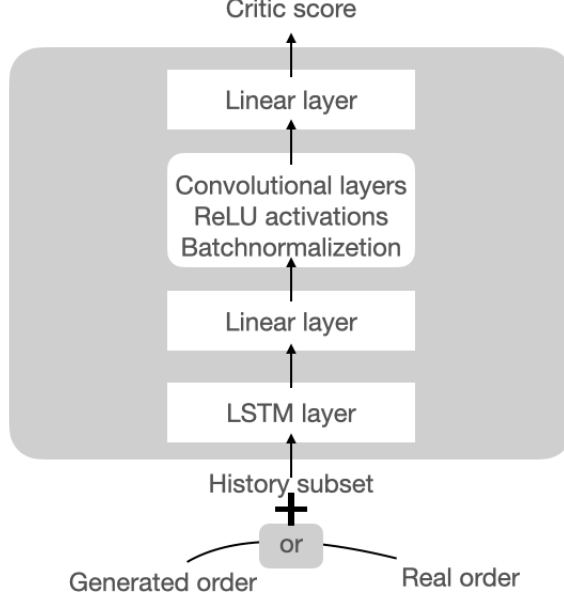 Critic score
Linear layer
Convolutional layers
ReLU activations
Batchnormalizetion
Linear layer
LSTM layer
History subset
+
or
Generated order
Real order